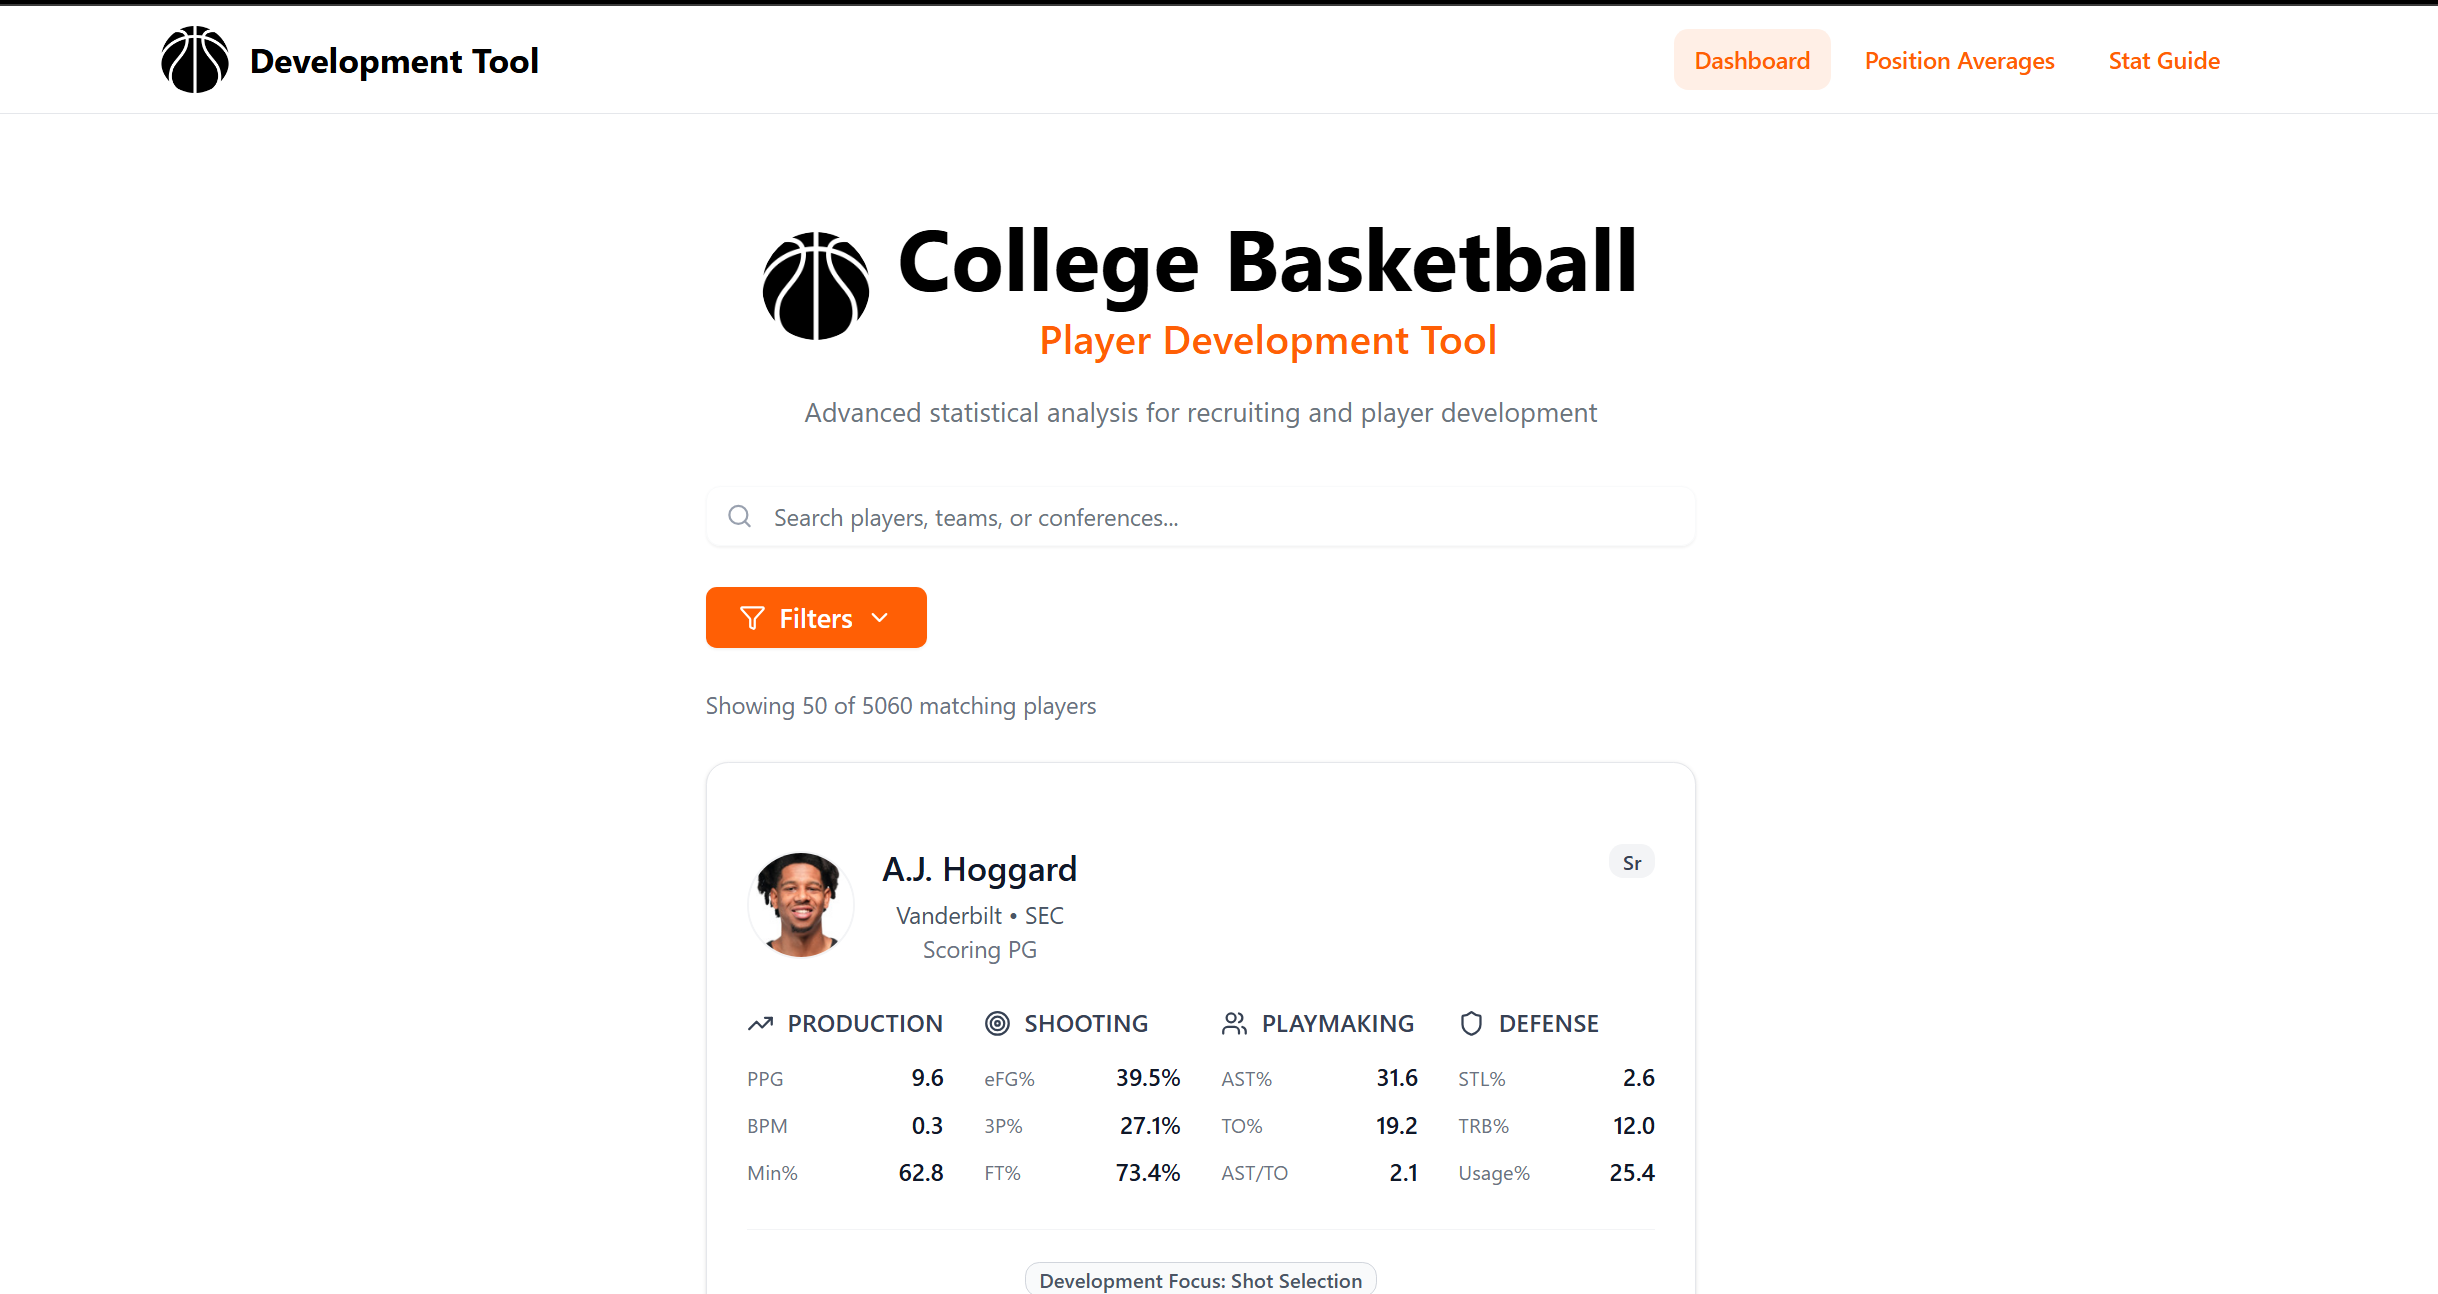 Development Tool
Dashboard
Position Averages
Stat Guide
College Basketball
Player Development Tool
Advanced statistical analysis for recruiting and player development
Search players, teams, or conferences...
Filters
Showing 50 of 5060 matching players
A.J. Hoggard
Sr
Vanderbilt • SEC
Scoring PG
PRODUCTION
PPG 9.6
BPM 0.3
Min% 62.8
SHOOTING
eFG% 39.5%
3P% 27.1%
FT% 73.4%
PLAYMAKING
AST% 31.6
TO% 19.2
AST/TO 2.1
DEFENSE
STL% 2.6
TRB% 12.0
Usage% 25.4
Development Focus: Shot Selection